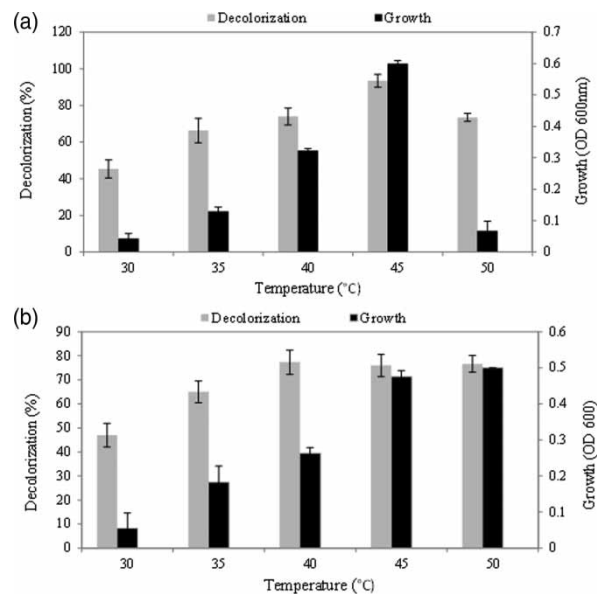 (a)
Decolorization Growth
120 0.7
100 0.6
80 0.5
60 0.4
40 0.3
20 0.2
0 0.1
0
Decolorization (%)
Growth (OD 600nm)
30 35 40 45 50
Temperature (°C)
(b)
Decolorization Growth
90 0.6
80 0.5
70 0.4
60 0.3
50 0.2
40 0.1
30 0
20
10
0
Decolorization (%)
Growth (OD 600)
30 35 40 45 50
Temperature (°C)